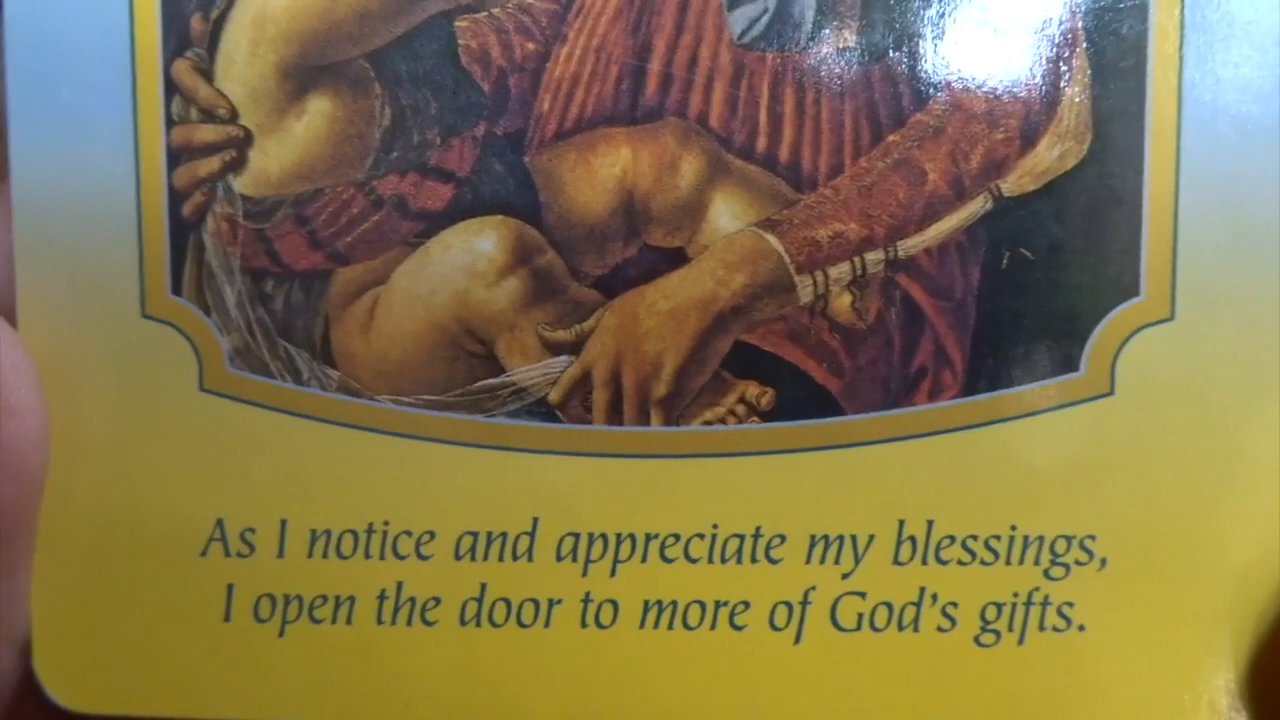 As I notice and appreciate my blessings,
I open the door to more of God's gifts.